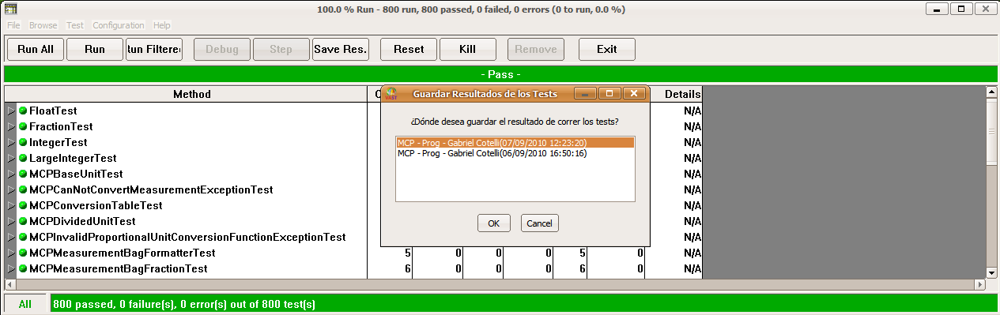 100.0 % Run - 800 run, 800 passed, 0 failed, 0 errors (0 to run, 0.0 %)
File Browse Test Configuration Help
Run All Run Run Filtered Debug Step Save Res. Reset Kill Remove Exit
- Pass -
Method Details
FloatTest N/A
FractionTest N/A
IntegerTest N/A
LargeIntegerTest N/A
MCPBaseUnitTest N/A
MCPCanNotConvertMeasurementExceptionTest N/A
MCPConversionTableTest N/A
MCPDividedUnitTest N/A
MCPInvalidProportionalUnitConversionFunctionExceptionTest N/A
MCPMeasurementBagFormatterTest 5 0 0 0 5 0 N/A
MCPMeasurementBagFractionTest 6 0 0 0 6 0 N/A
VAST
Guardar Resultados de los Tests
¿Dónde desea guardar el resultado de correr los tests?
MCP - Prog - Gabriel Cotelli(07/09/2010 12:23:20)
MCP - Prog - Gabriel Cotelli(06/09/2010 16:50:16)
OK Cancel
All 800 passed, 0 failure(s), 0 error(s) out of 800 test(s)